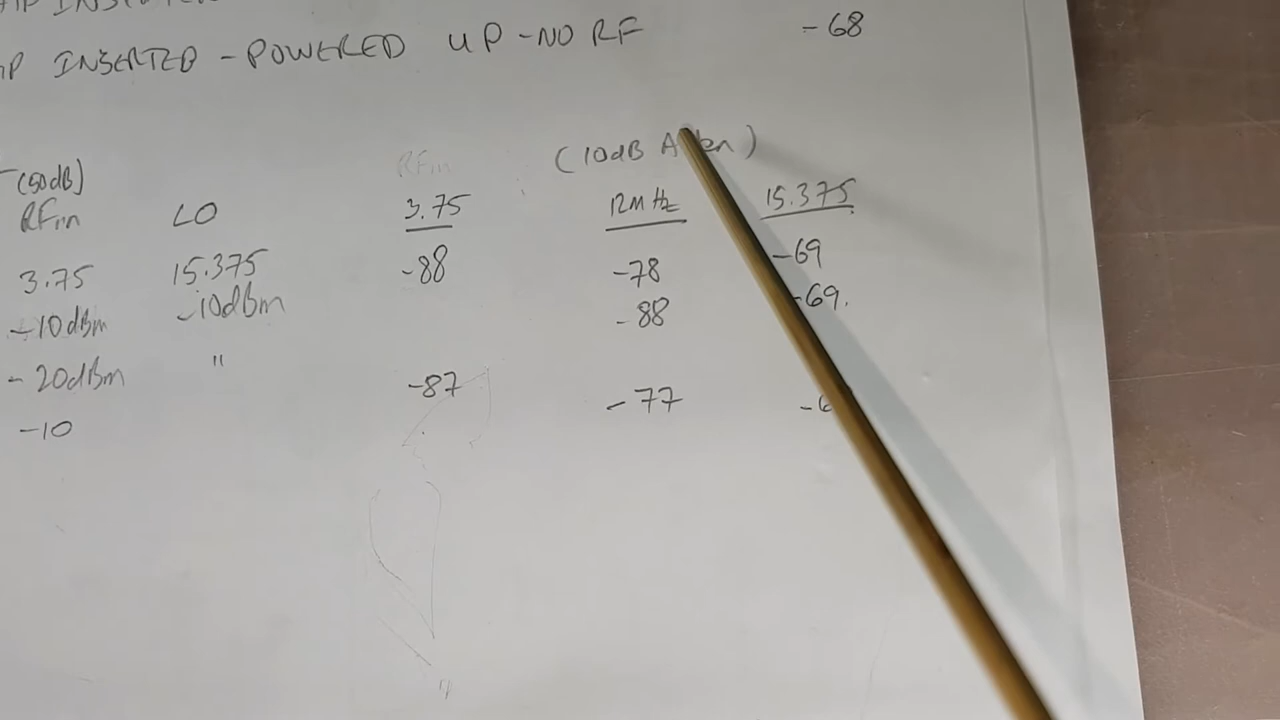 INSERTED - POWERED UP - NO RF -68
(10dB
(50dB) RFin
RFin LO 3.75 12MHz 15.375
3.75 15.375 -88 -78 -69
-10dBm -10dBm -88 -69.
-20dBm " -87 -77
-10